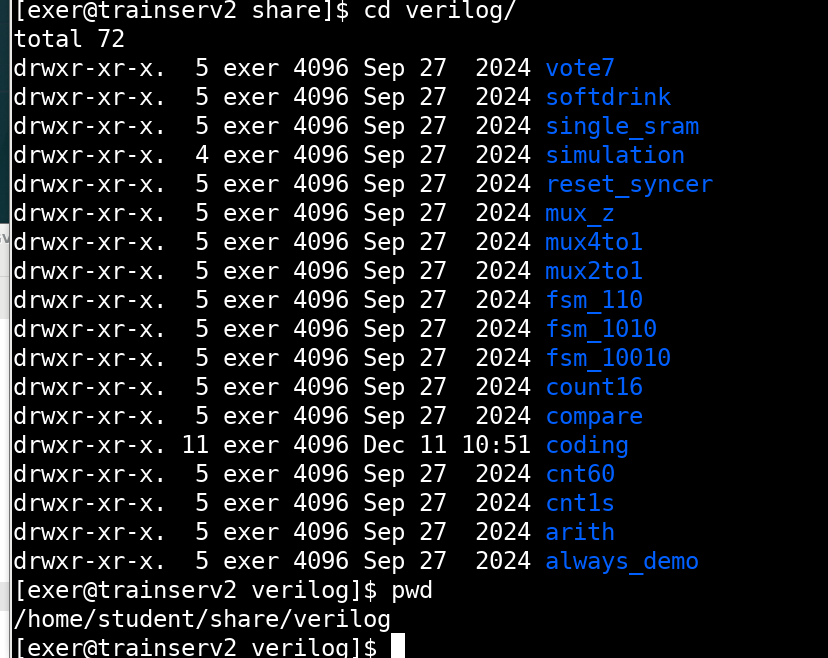 [exer@trainserv2 share]$ cd verilog/
total 72
drwxr-xr-x.  5 exer 4096 Sep 27  2024 vote7
drwxr-xr-x.  5 exer 4096 Sep 27  2024 softdrink
drwxr-xr-x.  5 exer 4096 Sep 27  2024 single_sram
drwxr-xr-x.  4 exer 4096 Sep 27  2024 simulation
drwxr-xr-x.  5 exer 4096 Sep 27  2024 reset_syncer
drwxr-xr-x.  5 exer 4096 Sep 27  2024 mux_z
drwxr-xr-x.  5 exer 4096 Sep 27  2024 mux4to1
drwxr-xr-x.  5 exer 4096 Sep 27  2024 mux2to1
drwxr-xr-x.  5 exer 4096 Sep 27  2024 fsm_110
drwxr-xr-x.  5 exer 4096 Sep 27  2024 fsm_1010
drwxr-xr-x.  5 exer 4096 Sep 27  2024 fsm_10010
drwxr-xr-x.  5 exer 4096 Sep 27  2024 count16
drwxr-xr-x.  5 exer 4096 Sep 27  2024 compare
drwxr-xr-x. 11 exer 4096 Dec 11 10:51 coding
drwxr-xr-x.  5 exer 4096 Sep 27  2024 cnt60
drwxr-xr-x.  5 exer 4096 Sep 27  2024 cnt1s
drwxr-xr-x.  5 exer 4096 Sep 27  2024 arith
drwxr-xr-x.  5 exer 4096 Sep 27  2024 always_demo
[exer@trainserv2 verilog]$ pwd
/home/student/share/verilog
[exer@trainserv2 verilog]$